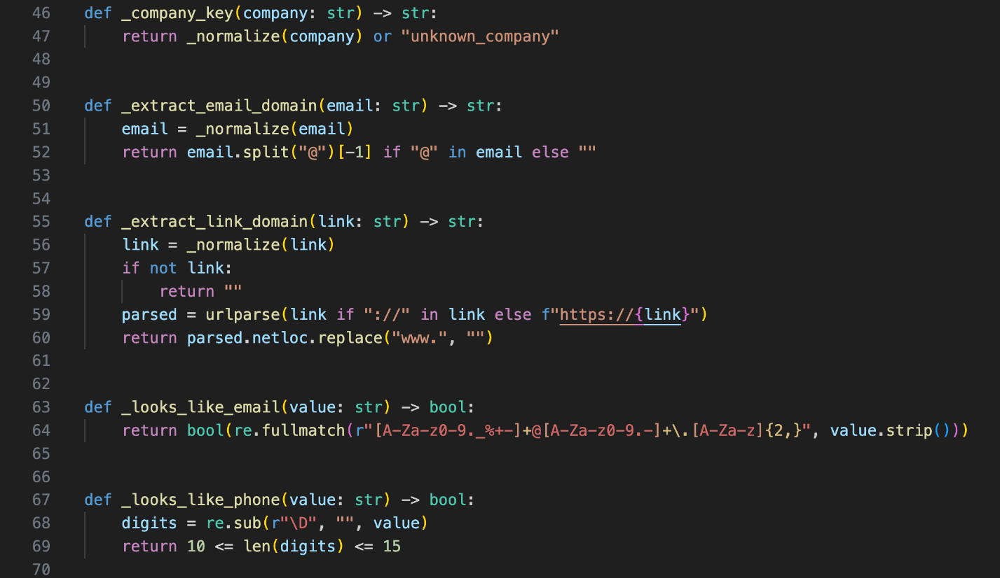 46 def _company_key(company: str) -> str:
47     return _normalize(company) or "unknown_company"
48
49
50 def _extract_email_domain(email: str) -> str:
51     email = _normalize(email)
52     return email.split("@")[-1] if "@" in email else ""
53
54
55 def _extract_link_domain(link: str) -> str:
56     link = _normalize(link)
57     if not link:
58         return ""
59     parsed = urlparse(link if "://" in link else f"https://{link}")
60     return parsed.netloc.replace("www.", "")
61
62
63 def _looks_like_email(value: str) -> bool:
64     return bool(re.fullmatch(r"[A-Za-z0-9._%+-]+@[A-Za-z0-9.-]+\.[A-Za-z]{2,}", value.strip()))
65
66
67 def _looks_like_phone(value: str) -> bool:
68     digits = re.sub(r"\D", "", value)
69     return 10 <= len(digits) <= 15
70